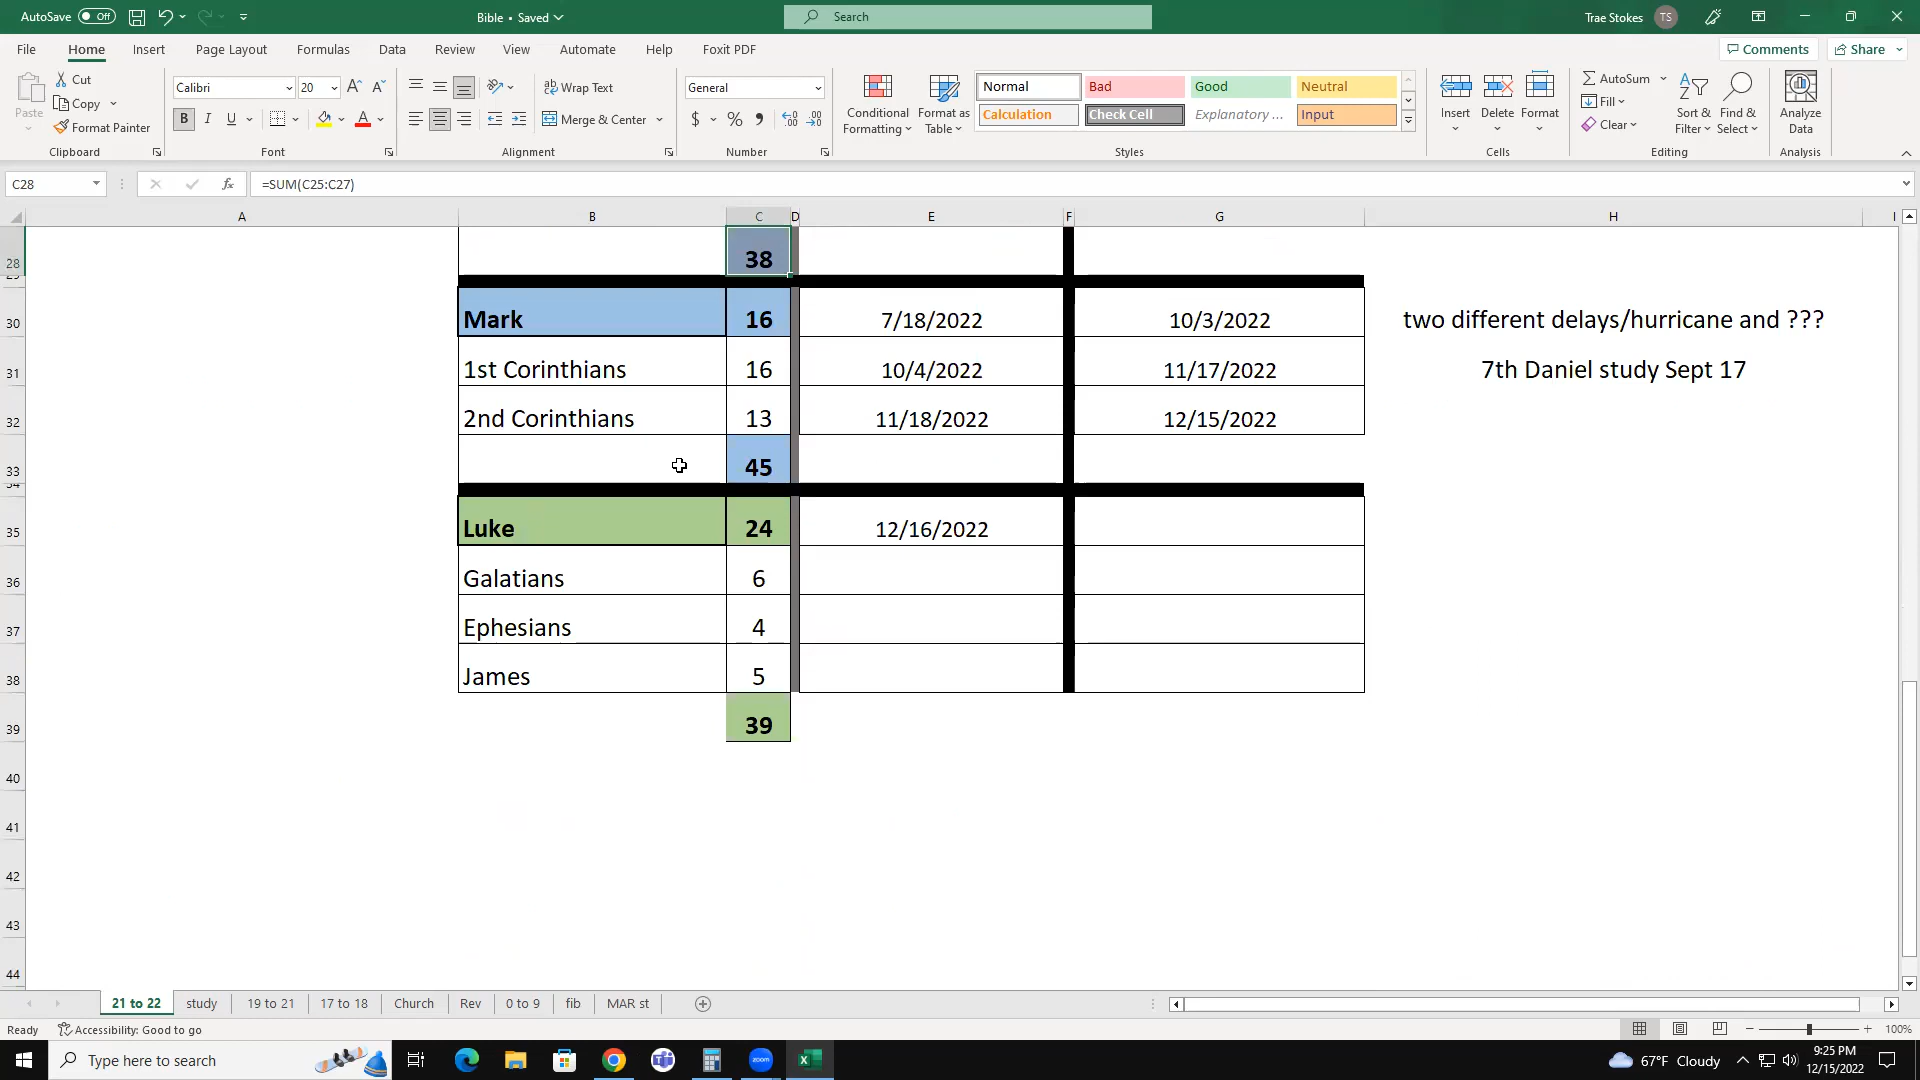 AutoSave Off
Bible • Saved
Search
Trae Stokes TS
File Home Insert Page Layout Formulas Data Review View Automate Help Foxit PDF
Comments Share
Paste
Cut
Copy
Format Painter
Clipboard
Calibri 20
B I U
Font
Wrap Text
Merge & Center
Alignment
General
$ % 9
Number
Conditional Formatting
Format as Table
Normal Bad Good Neutral
Calculation Check Cell Explanatory ... Input
Styles
Insert Delete Format
Cells
AutoSum
Fill
Clear
Sort & Filter
Find & Select
Editing
Analyze Data
Analysis
C28 fx =SUM(C25:C27)
A B C D E F G H I
28 38
29
30 Mark 16 7/18/2022 10/3/2022 two different delays/hurricane and ???
31 1st Corinthians 16 10/4/2022 11/17/2022 7th Daniel study Sept 17
32 2nd Corinthians 13 11/18/2022 12/15/2022
33 45
34
35 Luke 24 12/16/2022
36 Galatians 6
37 Ephesians 4
38 James 5
39 39
40
41
42
43
44
21 to 22 study 19 to 21 17 to 18 Church Rev 0 to 9 fib MAR st
Ready Accessibility: Good to go
100%
Type here to search
67°F Cloudy
9:25 PM
12/15/2022